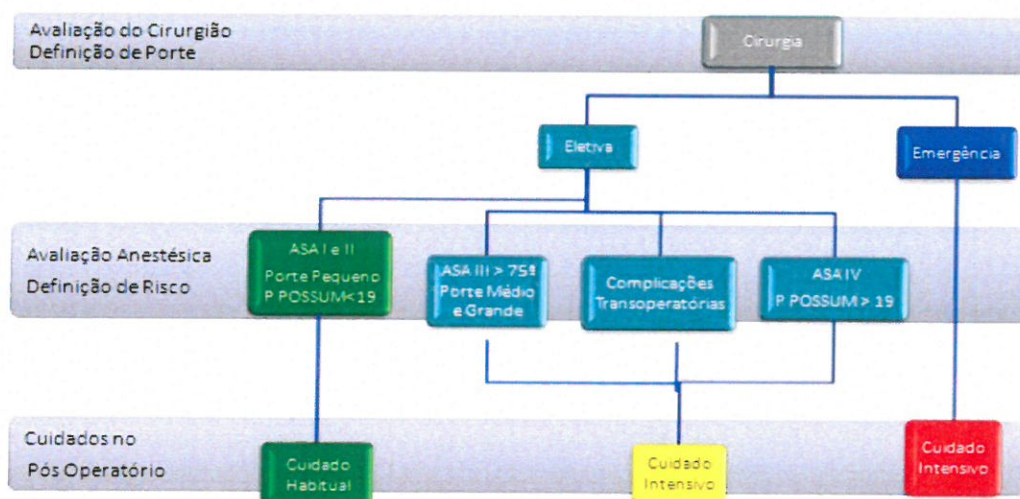 Avaliação do Cirurgião
Definição de Porte
Cirurgia
Eletiva
Emergência
Avaliação Anestésica
Definição de Risco
ASA I e II
Porte Pequeno
P POSSUM<19
ASA III > 75ª
Porte Médio
e Grande
Complicações
Transoperatórias
ASA IV
P POSSUM > 19
Cuidados no
Pós Operatório
Cuidado
Habitual
Cuidado
Intensivo
Cuidado
Intensivo